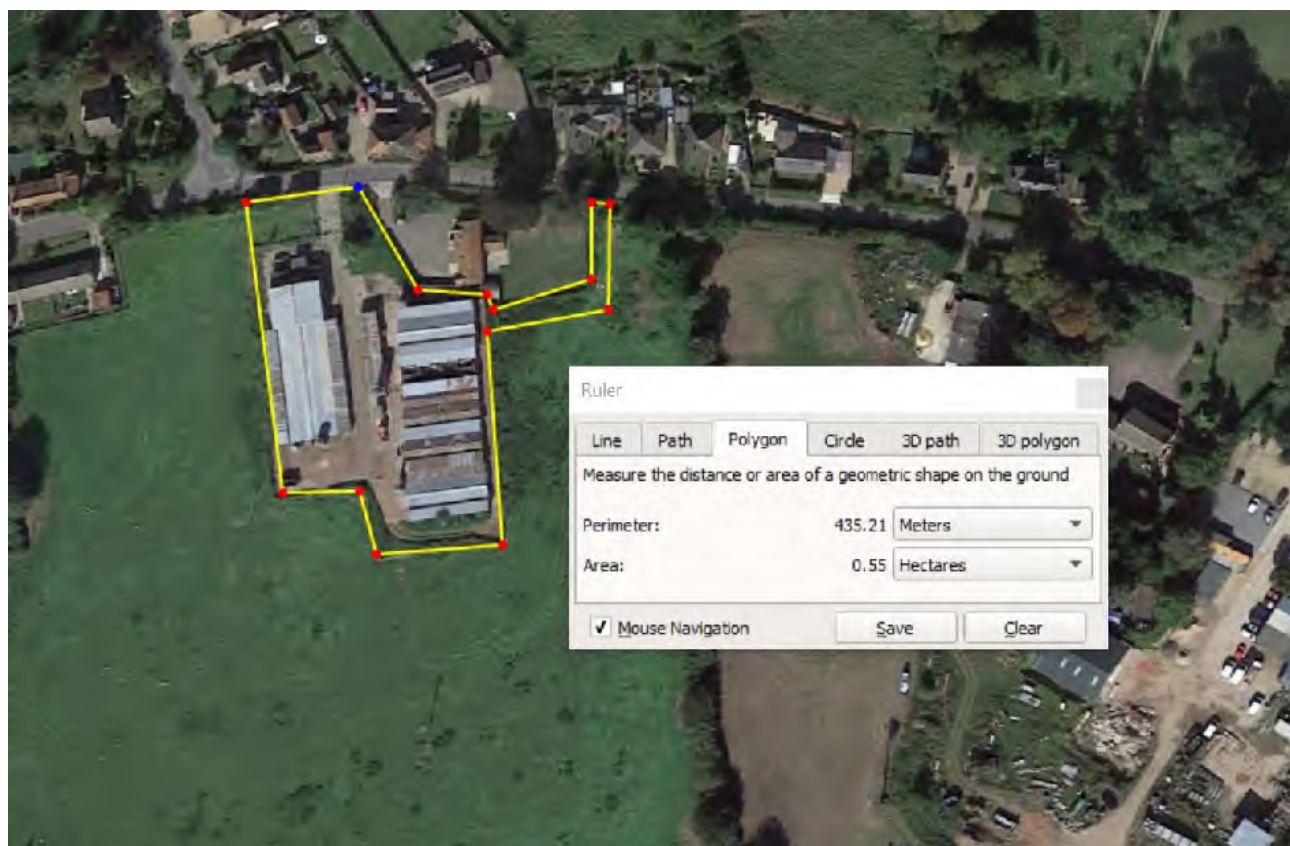 Ruler
Line Path Polygon Circle 3D path 3D polygon
Measure the distance or area of a geometric shape on the ground
Perimeter: 435.21 Meters
Area: 0.55 Hectares
Mouse Navigation Save Clear